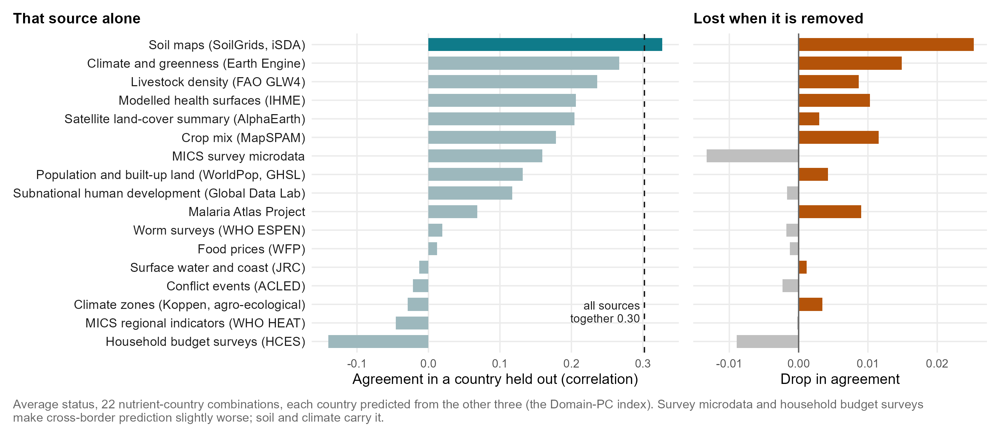 That source alone
Lost when it is removed
Soil maps (SoilGrids, iSDA)
Climate and greenness (Earth Engine)
Livestock density (FAO GLW4)
Modelled health surfaces (IHME)
Satellite land-cover summary (AlphaEarth)
Crop mix (MapSPAM)
MICS survey microdata
Population and built-up land (WorldPop, GHSL)
Subnational human development (Global Data Lab)
Malaria Atlas Project
Worm surveys (WHO ESPEN)
Food prices (WFP)
Surface water and coast (JRC)
Conflict events (ACLED)
Climate zones (Koppen, agro-ecological)
MICS regional indicators (WHO HEAT)
Household budget surveys (HCES)
all sources
together 0.30
-0.1 0.0 0.1 0.2 0.3
Agreement in a country held out (correlation)
-0.01 0.00 0.01 0.02
Drop in agreement
Average status, 22 nutrient-country combinations, each country predicted from the other three (the Domain-PC index). Survey microdata and household budget surveys
make cross-border prediction slightly worse; soil and climate carry it.